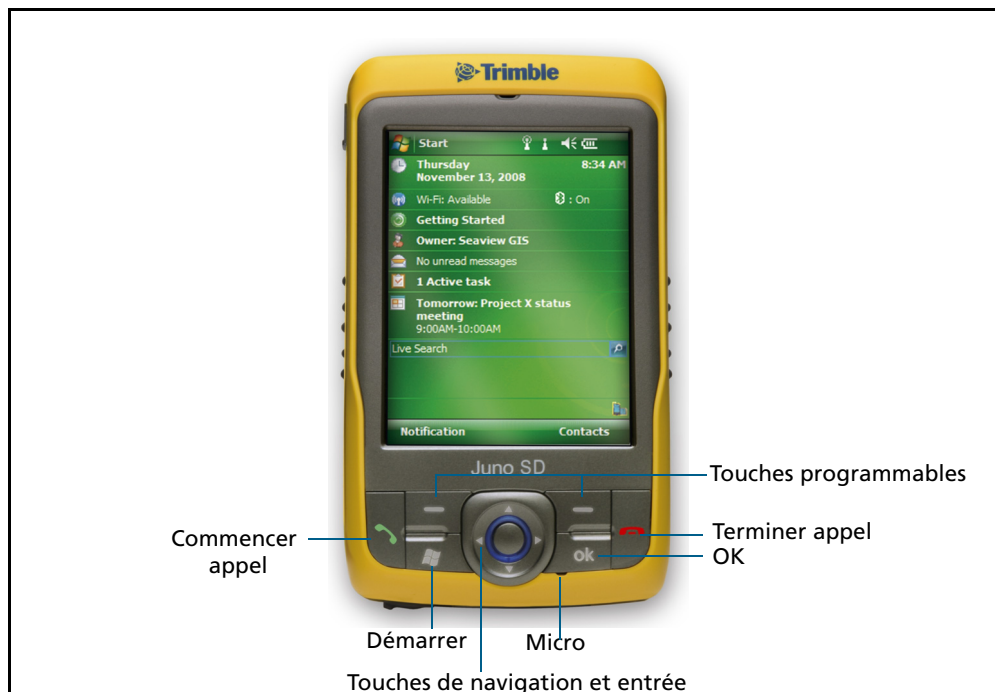 Trimble
Start
Thursday 8:34 AM
November 13, 2008
Wi-Fi: Available : On
Getting Started
Owner: Seaview GIS
No unread messages
1 Active task
Tomorrow: Project X status
meeting
9:00AM-10:00AM
Live Search
Notification Contacts
Juno SD
Touches programmables
Commencer
appel
Terminer appel
ok
OK
Démarrer
Micro
Touches de navigation et entrée